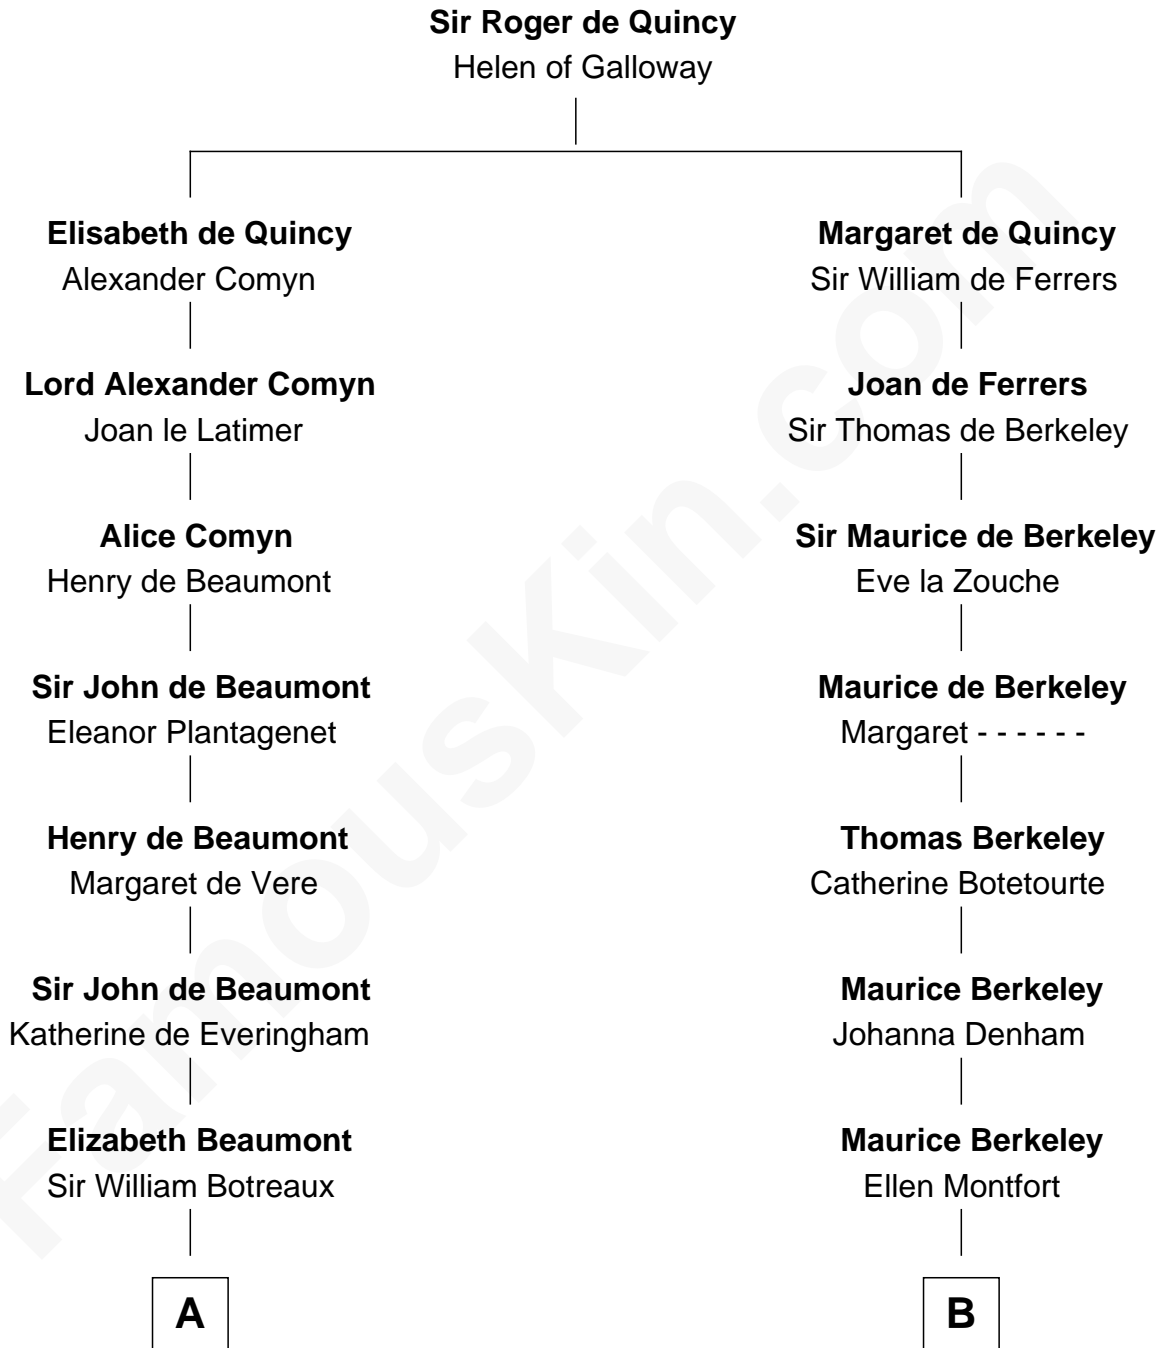 Sir Roger de Quincy
Helen of Galloway
Elisabeth de Quincy
Alexander Comyn
Margaret de Quincy
Sir William de Ferrers
Lord Alexander Comyn
Joan le Latimer
Joan de Ferrers
Sir Thomas de Berkeley
Alice Comyn
Henry de Beaumont
Sir Maurice de Berkeley
Eve la Zouche
Sir John de Beaumont
Eleanor Plantagenet
Maurice de Berkeley
Margaret - - - - - -
Henry de Beaumont
Margaret de Vere
Thomas Berkeley
Catherine Botetourte
Sir John de Beaumont
Katherine de Everingham
Maurice Berkeley
Johanna Denham
Elizabeth Beaumont
Sir William Botreaux
Maurice Berkeley
Ellen Montfort
A
B
FamousKin.com